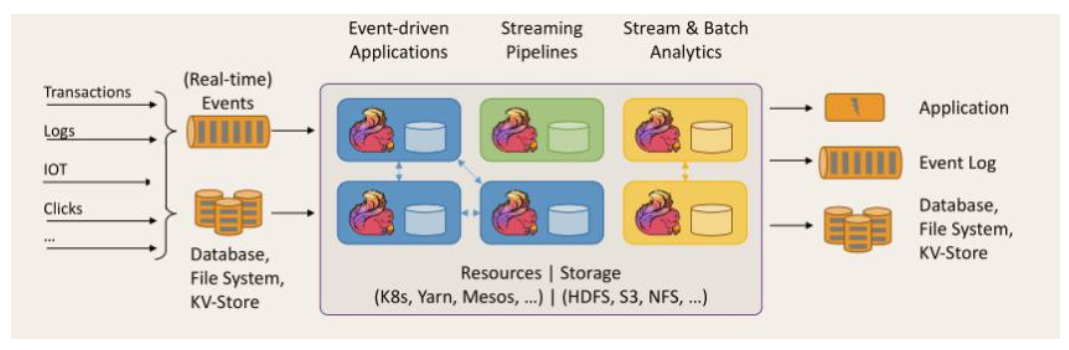 Event-driven
Applications
Streaming
Pipelines
Stream & Batch
Analytics
Transactions
Logs
IOT
Clicks
...
(Real-time)
Events
Database,
File System,
KV-Store
Resources | Storage
(K8s, Yarn, Mesos, ...) | (HDFS, S3, NFS, ...)
Application
Event Log
Database,
File System,
KV-Store